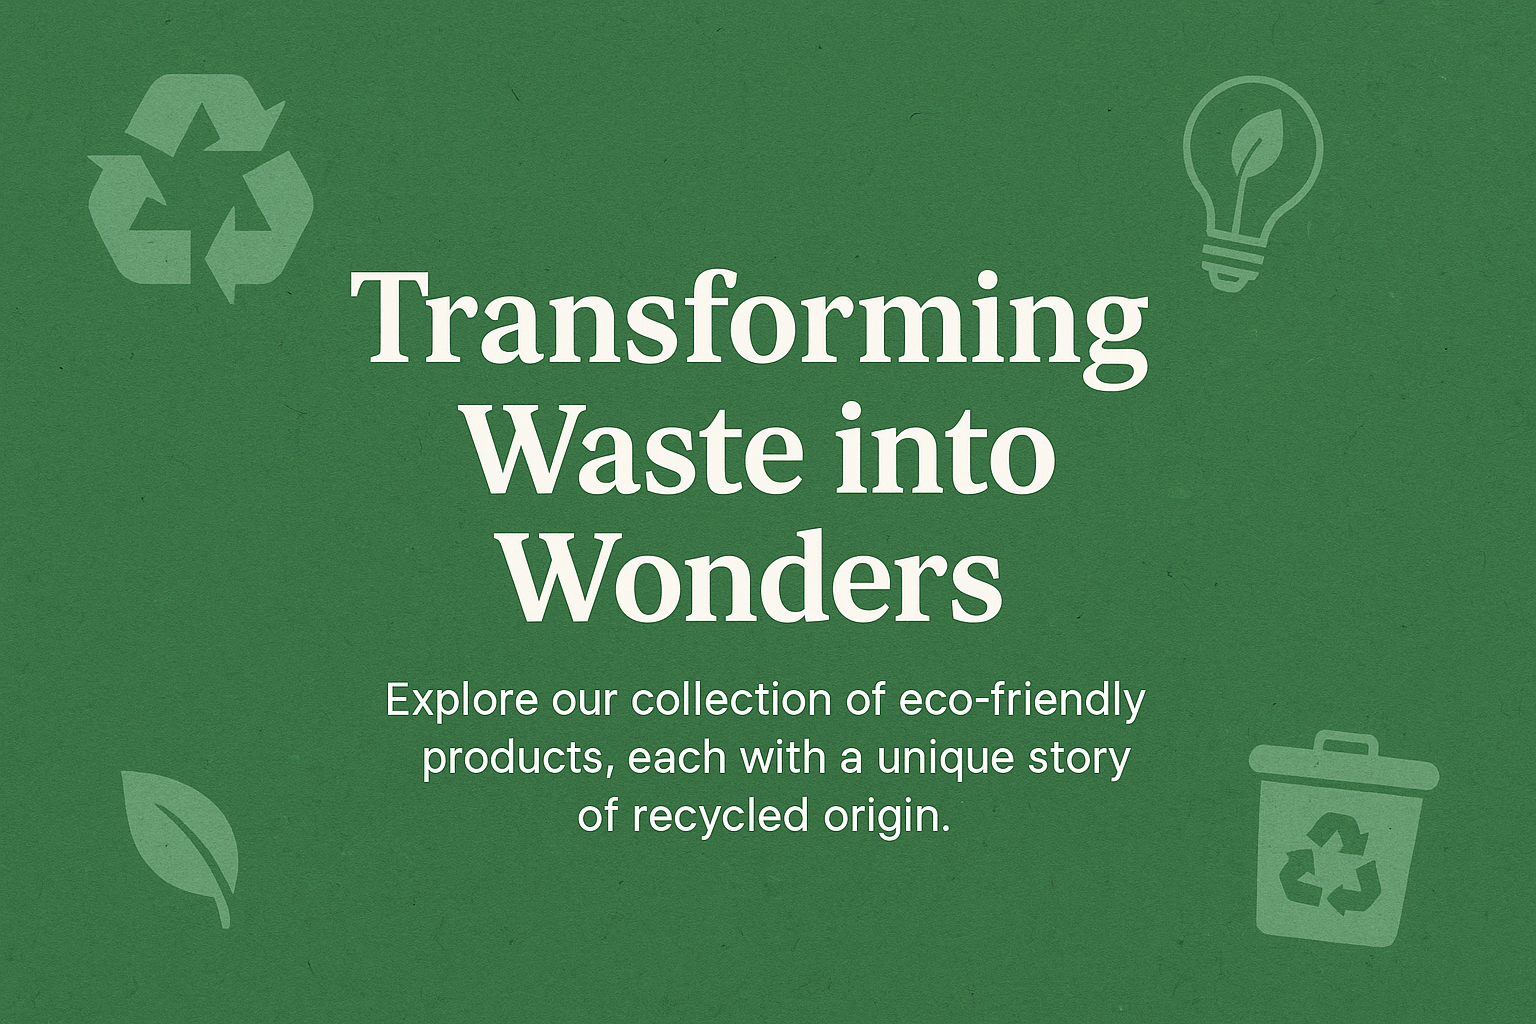 Transforming
Waste into
Wonders
Explore our collection of eco-friendly
products, each with a unique story
of recycled origin.